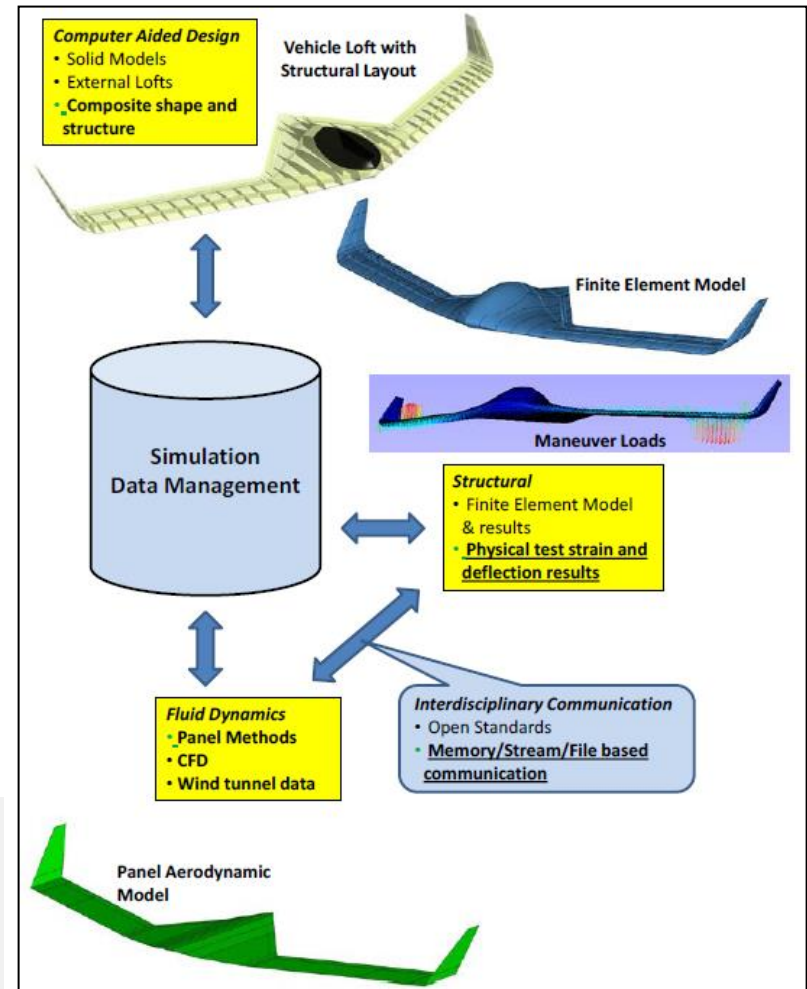 Computer Aided Design
• Solid Models
• External Lofts
• Composite shape and
structure
Vehicle Loft with
Structural Layout
Finite Element Model
Maneuver Loads
Simulation
Data Management
Structural
• Finite Element Model
& results
• Physical test strain and
deflection results
Fluid Dynamics
• Panel Methods
• CFD
• Wind tunnel data
Interdisciplinary Communication
• Open Standards
• Memory/Stream/File based
communication
Panel Aerodynamic
Model